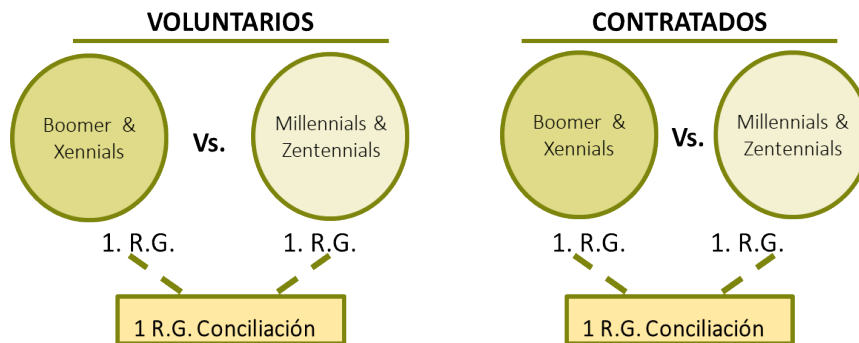 VOLUNTARIOS
Boomer &
Xennials
Vs.
Millennials &
Zentennials
1. R.G.
1. R.G.
1 R.G. Conciliación
CONTRATADOS
Boomer &
Xennials
Vs.
Millennials &
Zentennials
1. R.G.
1. R.G.
1 R.G. Conciliación